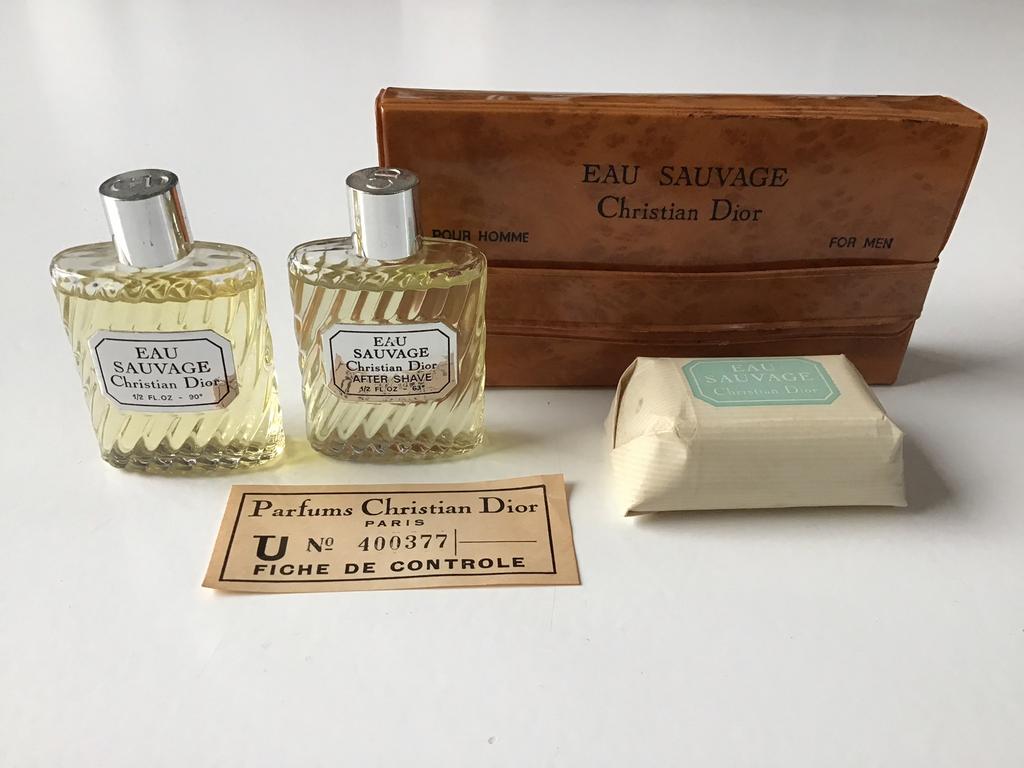 EAU SAUVAGE
Christian Dior
POUR HOMME
FOR MEN
EAU
SAUVAGE
Christian Dior
1/2 FL.OZ - 90°
EAU
SAUVAGE
Christian Dior
AFTER SHAVE
1/2 FL OZ - 63°
EAU
SAUVAGE
Christian Dior
Parfums Christian Dior
PARIS
U Nº 400377
FICHE DE CONTROLE